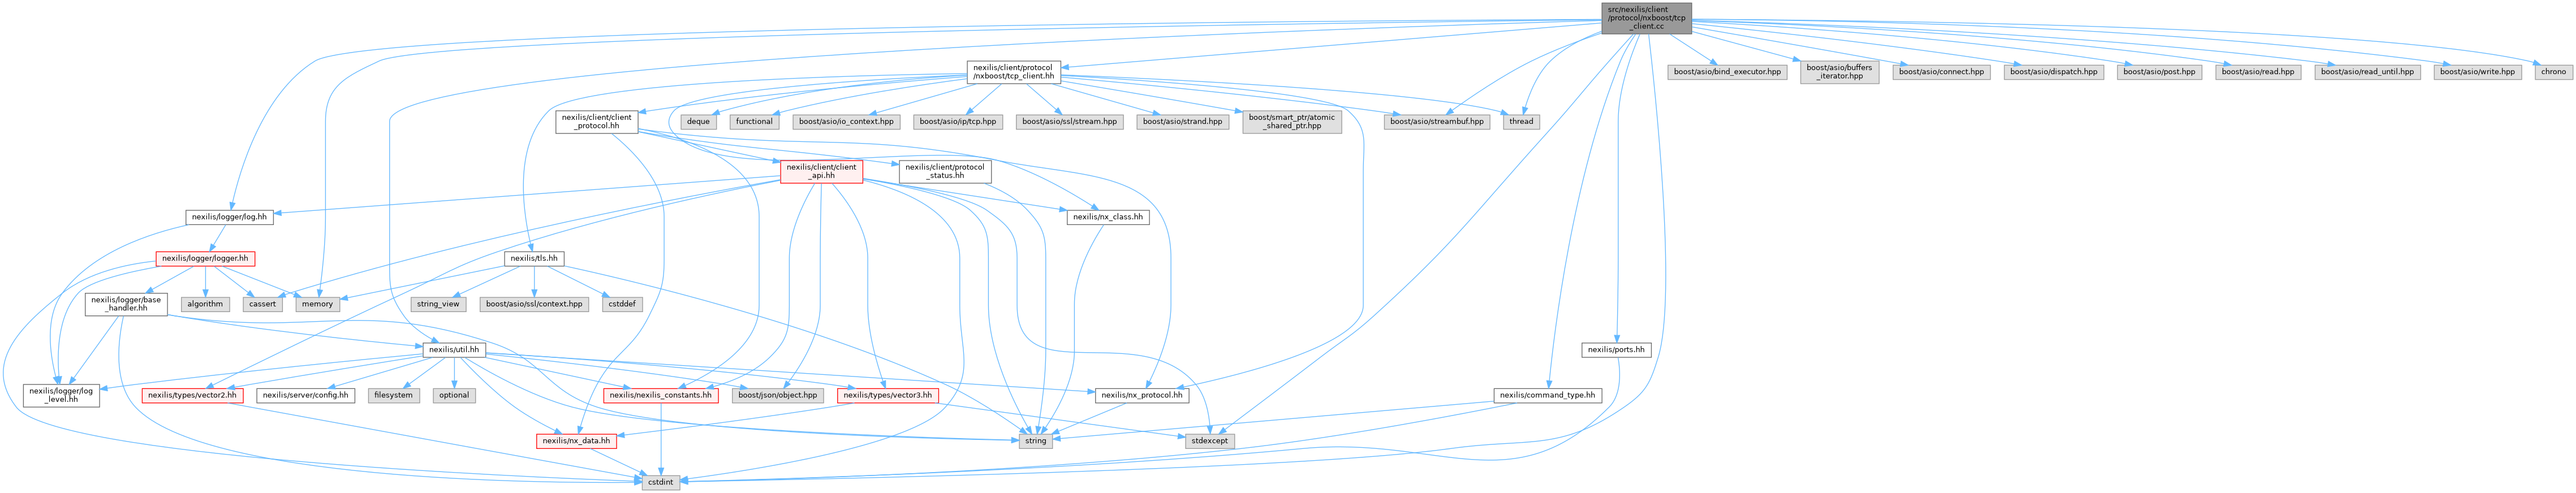 src/nexilis/client
/protocol/nxboost/tcp
_client.cc
nexilis/client/protocol
/nxboost/tcp_client.hh
boost/asio/bind_executor.hpp
boost/asio/buffers
_iterator.hpp
boost/asio/connect.hpp
boost/asio/dispatch.hpp
boost/asio/post.hpp
boost/asio/read.hpp
boost/asio/read_until.hpp
boost/asio/write.hpp
chrono
nexilis/client/client
_protocol.hh
deque
functional
boost/asio/io_context.hpp
boost/asio/ip/tcp.hpp
boost/asio/ssl/stream.hpp
boost/asio/strand.hpp
boost/smart_ptr/atomic
_shared_ptr.hpp
boost/asio/streambuf.hpp
thread
nexilis/client/client
_api.hh
nexilis/client/protocol
_status.hh
nexilis/logger/log.hh
nexilis/nx_class.hh
nexilis/logger/logger.hh
nexilis/tls.hh
nexilis/logger/base
_handler.hh
algorithm
cassert
memory
string_view
boost/asio/ssl/context.hpp
cstddef
nexilis/util.hh
nexilis/ports.hh
nexilis/logger/log
_level.hh
nexilis/types/vector2.hh
nexilis/server/config.hh
filesystem
optional
nexilis/nexilis_constants.hh
boost/json/object.hpp
nexilis/types/vector3.hh
nexilis/nx_protocol.hh
nexilis/command_type.hh
nexilis/nx_data.hh
string
stdexcept
cstdint